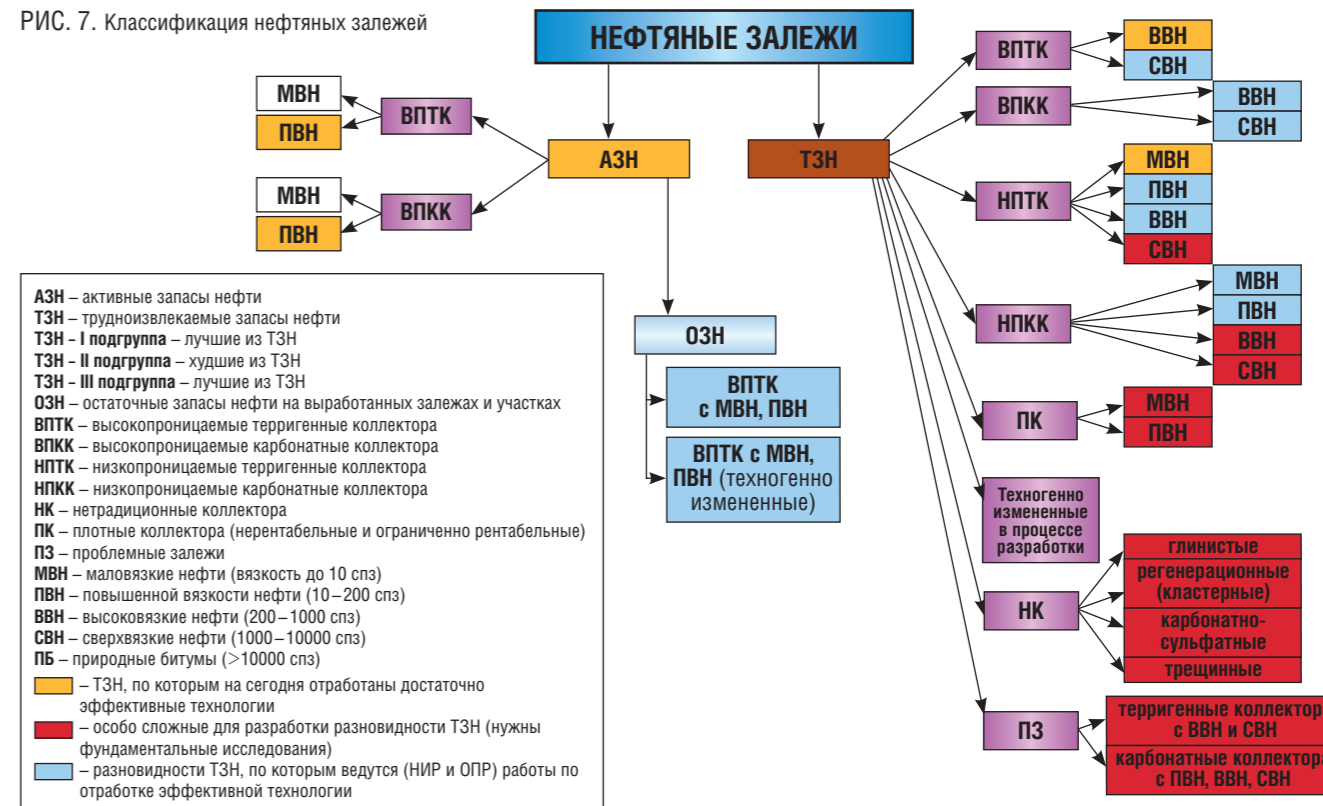 РИС. 7. Классификация нефтяных залежей
НЕФТЯНЫЕ ЗАЛЕЖИ
МВН
ПВН
ВПТК
МВН
ПВН
ВПКК
АЗН
ТЗН
ОЗН
ВПТК
с МВН, ПВН
ВПТК с МВН,
ПВН (техногенно
измененные)
ВПТК
ВВН
СВН
ВПКК
ВВН
СВН
НПТК
МВН
ПВН
ВВН
СВН
НПКК
МВН
ПВН
ВВН
СВН
ПК
МВН
ПВН
Техногенно
измененные
в процессе
разработки
НК
глинистые
регенерационные
(кластерные)
карбонатно-
сульфатные
трещинные
ПЗ
терригенные коллектора
с ВВН и СВН
карбонатные коллектора
с ПВН, ВВН, СВН
АЗН – активные запасы нефти
ТЗН – трудноизвлекаемые запасы нефти
ТЗН - I подгруппа – лучшие из ТЗН
ТЗН - II подгруппа – худшие из ТЗН
ТЗН - III подгруппа – лучшие из ТЗН
ОЗН – остаточные запасы нефти на выработанных залежах и участках
ВПТК – высокопроницаемые терригенные коллектора
ВПКК – высокопроницаемые карбонатные коллектора
НПТК – низкопроницаемые терригенные коллектора
НПКК – низкопроницаемые карбонатные коллектора
НК – нетрадиционные коллектора
ПК – плотные коллектора (нерентабельные и ограниченно рентабельные)
ПЗ – проблемные залежи
МВН – маловязкие нефти (вязкость до 10 спз)
ПВН – повышенной вязкости нефти (10–200 спз)
ВВН – высоковязкие нефти (200–1000 спз)
СВН – сверхвязкие нефти (1000–10000 спз)
ПБ – природные битумы (>10000 спз)
– ТЗН, по которым на сегодня отработаны достаточно
эффективные технологии
– особо сложные для разработки разновидности ТЗН (нужны
фундаментальные исследования)
– разновидности ТЗН, по которым ведутся (НИР и ОПР) работы по
отработке эффективной технологии